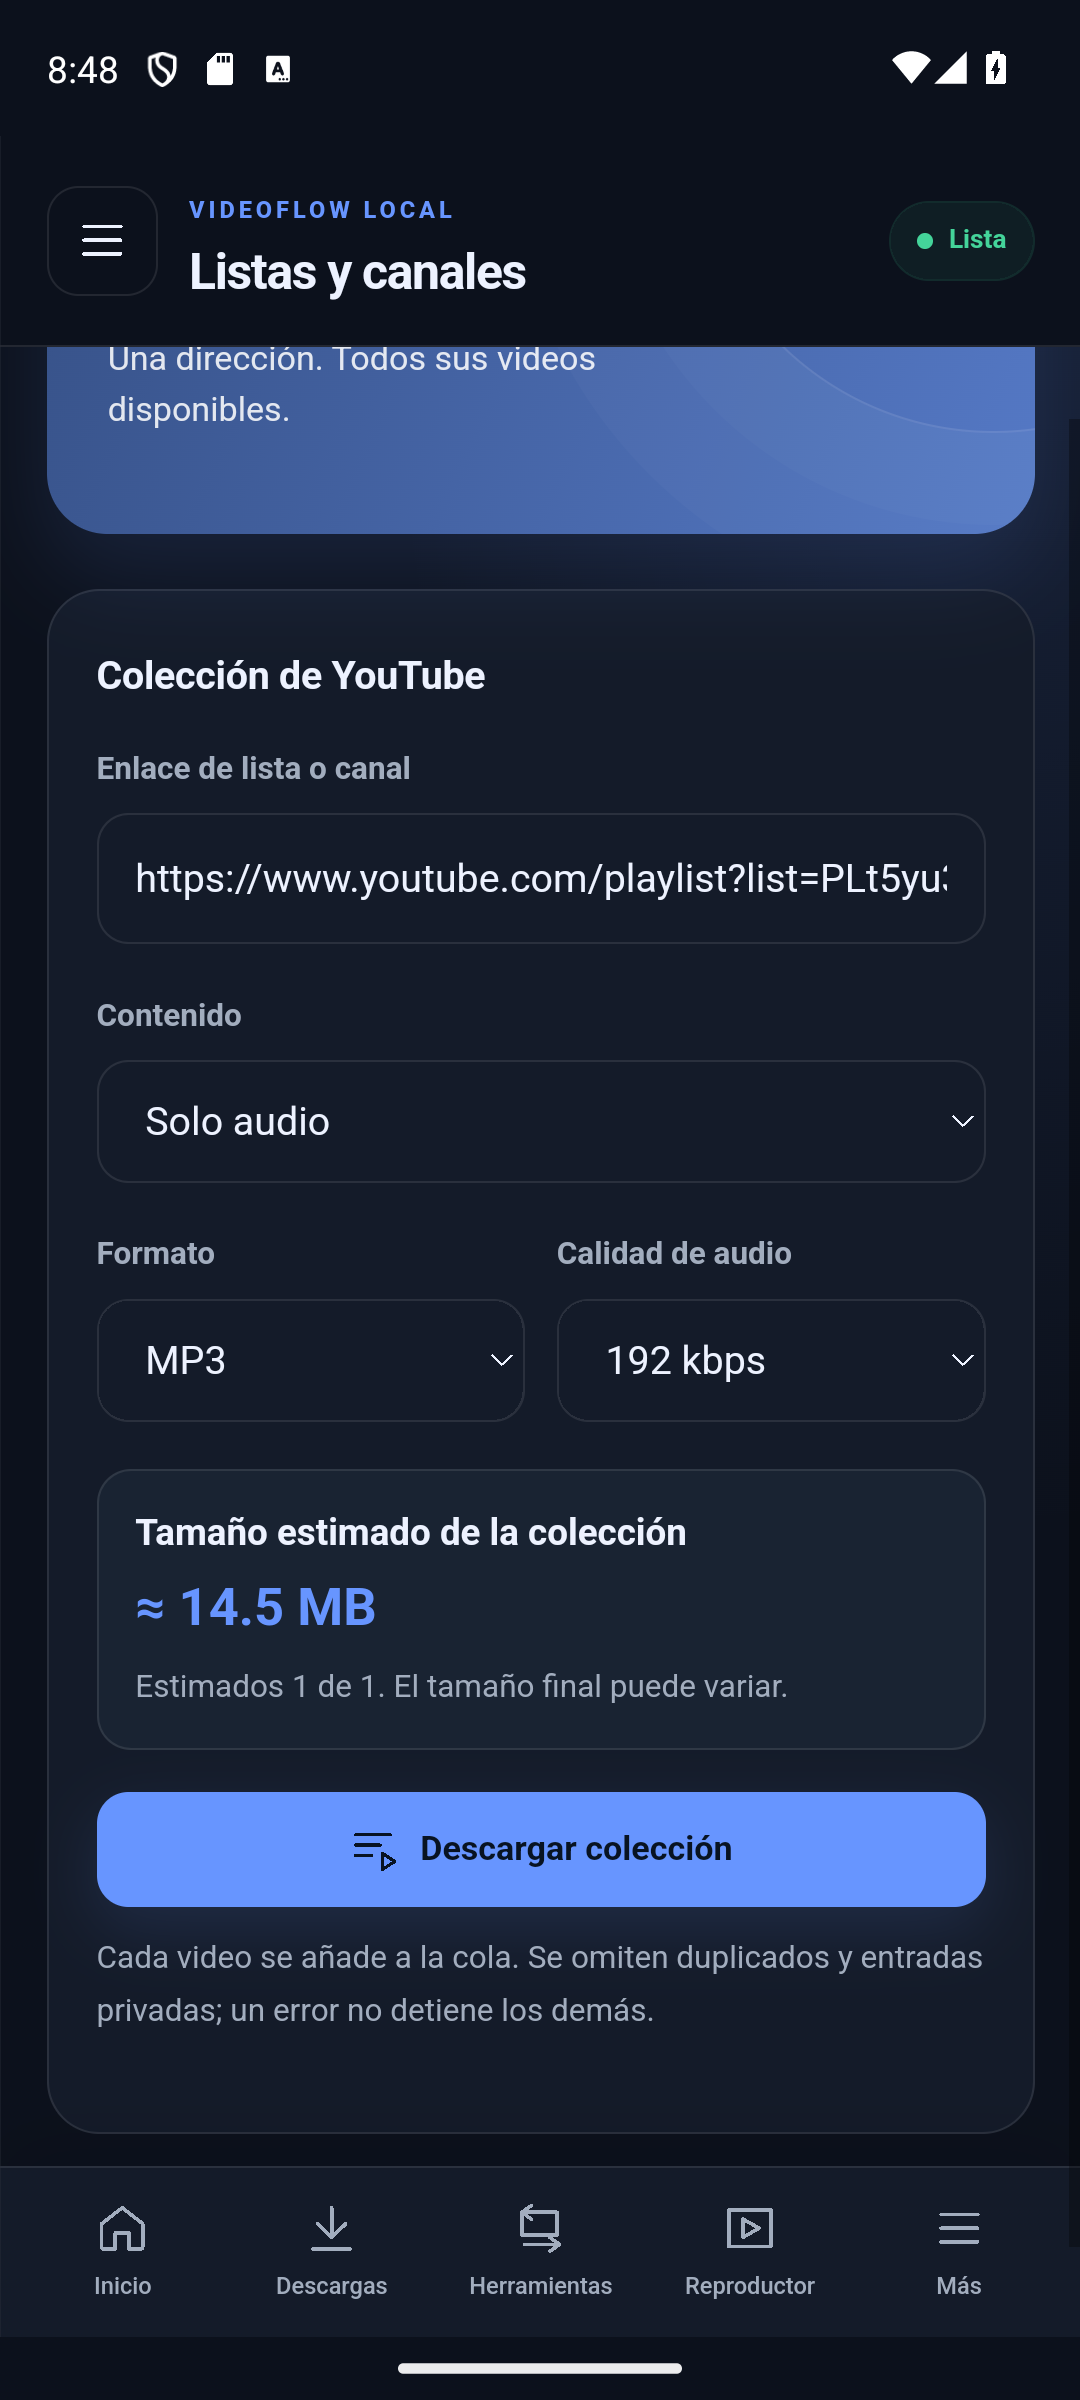 8:48
VIDEOFLOW LOCAL
Listas y canales
Lista
Una dirección. Todos sus videos
disponibles.
Colección de YouTube
Enlace de lista o canal
https://www.youtube.com/playlist?list=PLt5yu
Contenido
Solo audio
Formato
Calidad de audio
MP3
192 kbps
Tamaño estimado de la colección
≈ 14.5 MB
Estimados 1 de 1. El tamaño final puede variar.
Descargar colección
Cada video se añade a la cola. Se omiten duplicados y entradas
privadas; un error no detiene los demás.
Inicio
Descargas
Herramientas
Reproductor
Más